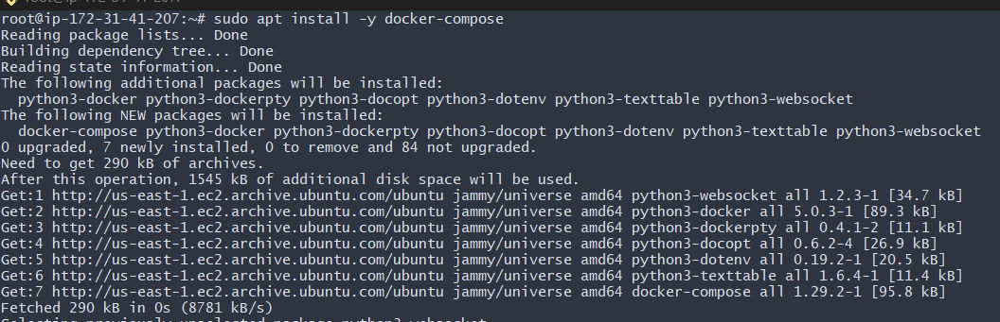 root@ip-172-31-41-207:~# sudo apt install -y docker-compose
Reading package lists... Done
Building dependency tree... Done
Reading state information... Done
The following additional packages will be installed:
  python3-docker python3-dockerpty python3-docopt python3-dotenv python3-texttable python3-websocket
The following NEW packages will be installed:
  docker-compose python3-docker python3-dockerpty python3-docopt python3-dotenv python3-texttable python3-websocket
0 upgraded, 7 newly installed, 0 to remove and 84 not upgraded.
Need to get 290 kB of archives.
After this operation, 1545 kB of additional disk space will be used.
Get:1 http://us-east-1.ec2.archive.ubuntu.com/ubuntu jammy/universe amd64 python3-websocket all 1.2.3-1 [34.7 kB]
Get:2 http://us-east-1.ec2.archive.ubuntu.com/ubuntu jammy/universe amd64 python3-docker all 5.0.3-1 [89.3 kB]
Get:3 http://us-east-1.ec2.archive.ubuntu.com/ubuntu jammy/universe amd64 python3-dockerpty all 0.4.1-2 [11.1 kB]
Get:4 http://us-east-1.ec2.archive.ubuntu.com/ubuntu jammy/universe amd64 python3-docopt all 0.6.2-4 [26.9 kB]
Get:5 http://us-east-1.ec2.archive.ubuntu.com/ubuntu jammy/universe amd64 python3-dotenv all 0.19.2-1 [20.5 kB]
Get:6 http://us-east-1.ec2.archive.ubuntu.com/ubuntu jammy/universe amd64 python3-texttable all 1.6.4-1 [11.4 kB]
Get:7 http://us-east-1.ec2.archive.ubuntu.com/ubuntu jammy/universe amd64 docker-compose all 1.29.2-1 [95.8 kB]
Fetched 290 kB in 0s (8781 kB/s)